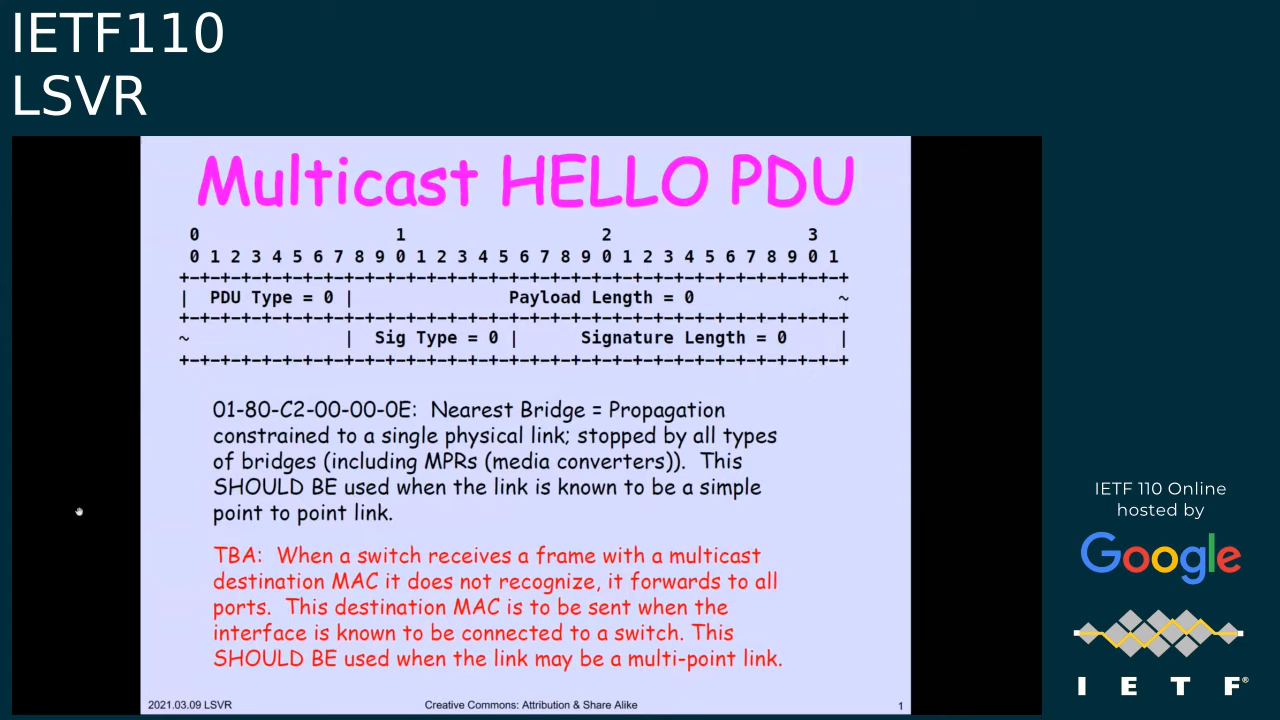 IETF110
LSVR
Multicast HELLO PDU
0 1 2 3
0 1 2 3 4 5 6 7 8 9 0 1 2 3 4 5 6 7 8 9 0 1 2 3 4 5 6 7 8 9 0 1
+-+-+-+-+-+-+-+-+-+-+-+-+-+-+-+-+-+-+-+-+-+-+-+-+-+-+-+-+-+-+-+-+
| PDU Type = 0 | Payload Length = 0 ~
+-+-+-+-+-+-+-+-+-+-+-+-+-+-+-+-+-+-+-+-+-+-+-+-+-+-+-+-+-+-+-+-+
~ | Sig Type = 0 | Signature Length = 0 |
+-+-+-+-+-+-+-+-+-+-+-+-+-+-+-+-+-+-+-+-+-+-+-+-+-+-+-+-+-+-+-+-+
01-80-C2-00-00-0E: Nearest Bridge = Propagation
constrained to a single physical link; stopped by all types
of bridges (including MPRs (media converters)). This
SHOULD BE used when the link is known to be a simple
point to point link.
TBA: When a switch receives a frame with a multicast
destination MAC it does not recognize, it forwards to all
ports. This destination MAC is to be sent when the
interface is known to be connected to a switch. This
SHOULD BE used when the link may be a multi-point link.
2021.03.09 LSVR
Creative Commons: Attribution & Share Alike
1
IETF 110 Online
hosted by
Google
I E T F®